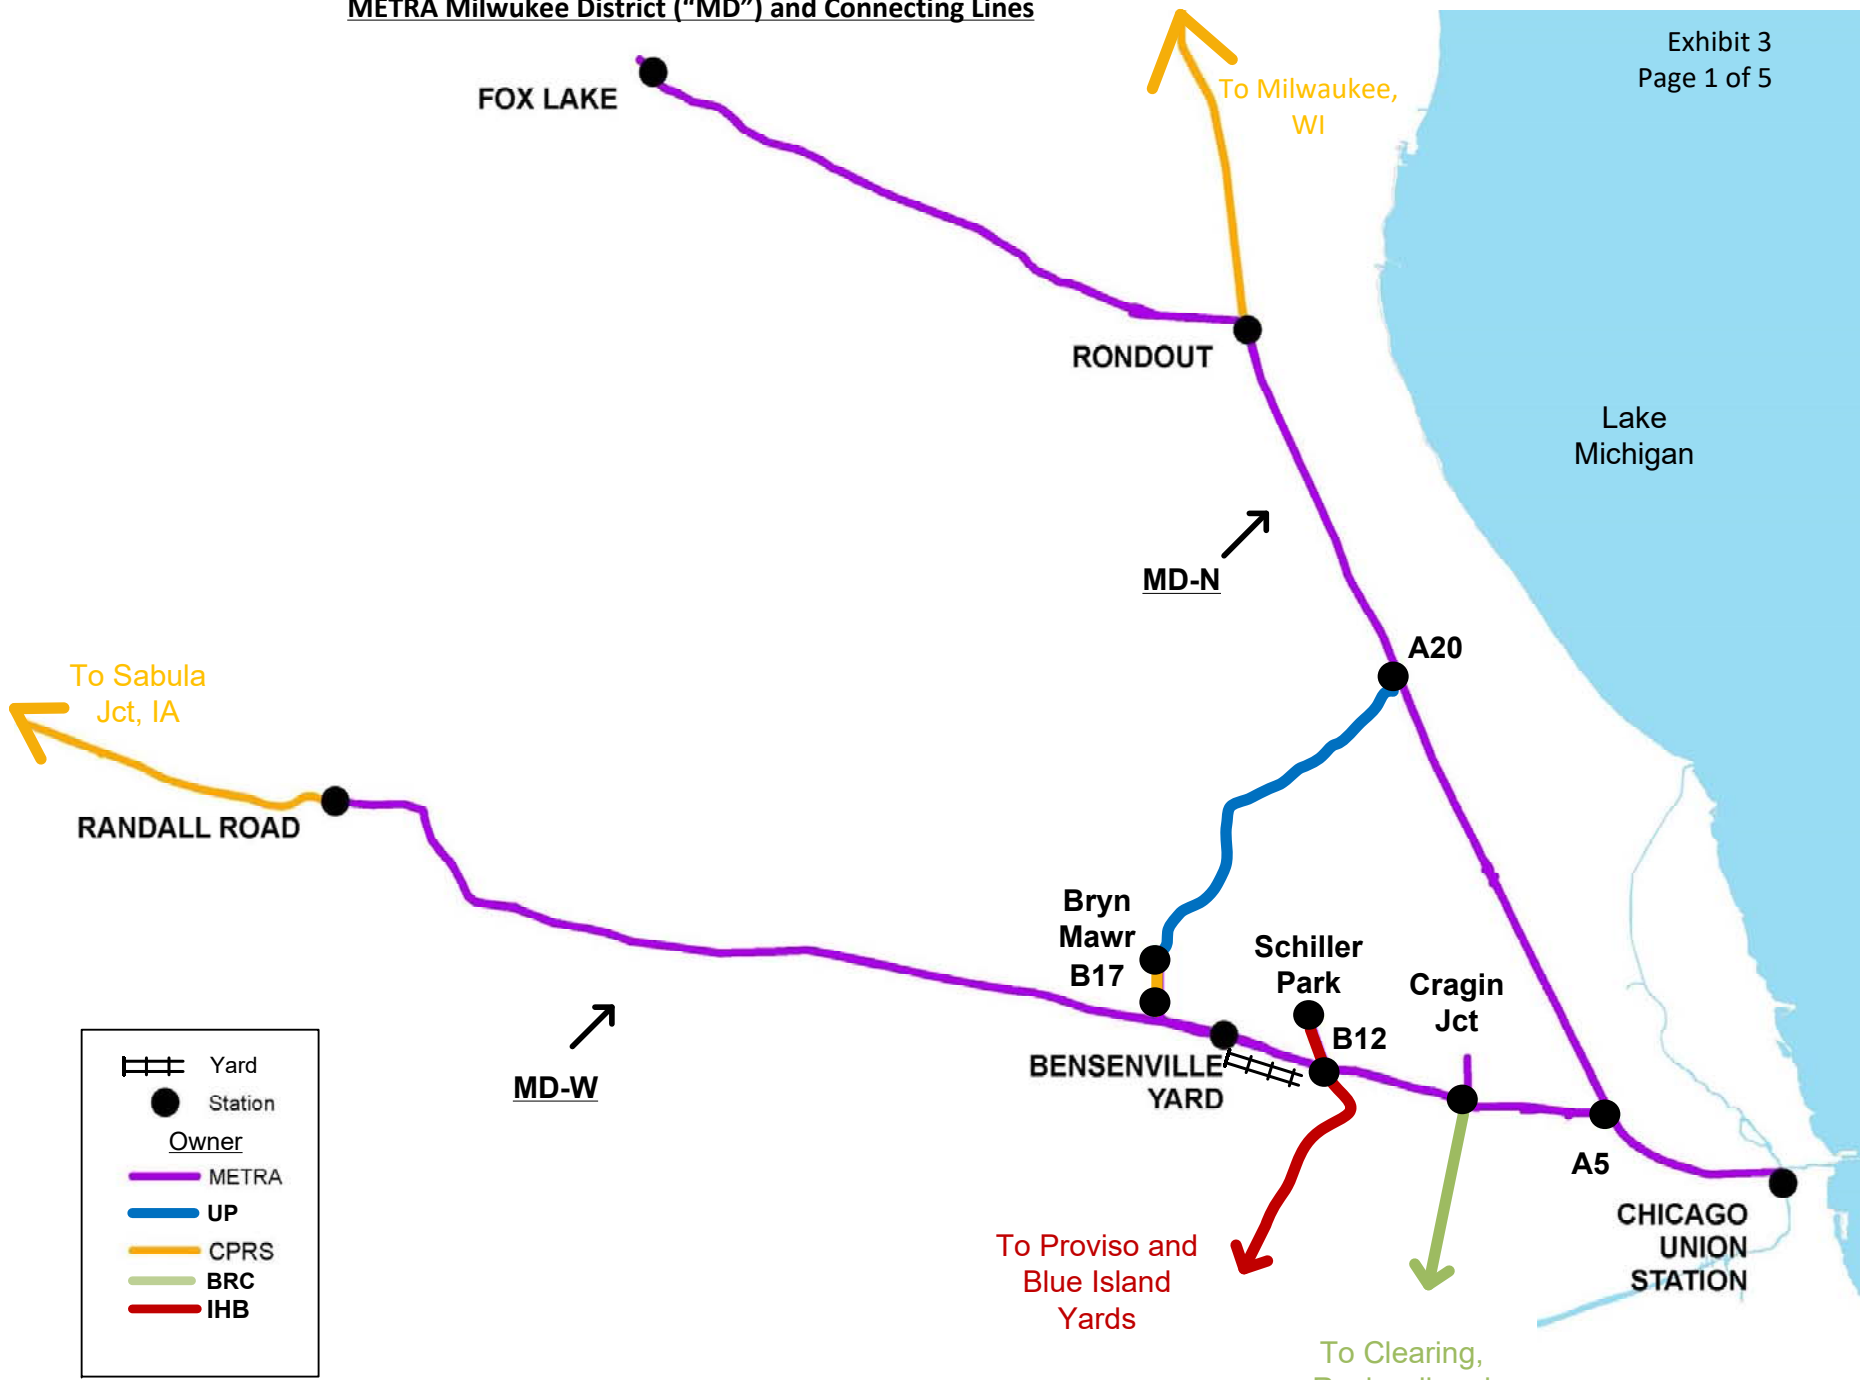 METRA Milwukee District (“MD”) and Connecting Lines
Exhibit 3
Page 1 of 5
FOX LAKE
To Milwaukee,
WI
RONDOUT
Lake
Michigan
MD-N
A20
To Sabula
Jct, IA
RANDALL ROAD
Bryn
Mawr
B17
Schiller
Park
Cragin
Jct
B12
BENSENVILLE
YARD
MD-W
A5
CHICAGO
UNION
STATION
To Proviso and
Blue Island
Yards
To Clearing,
Yard
Station
Owner
METRA
UP
CPRS
BRC
IHB